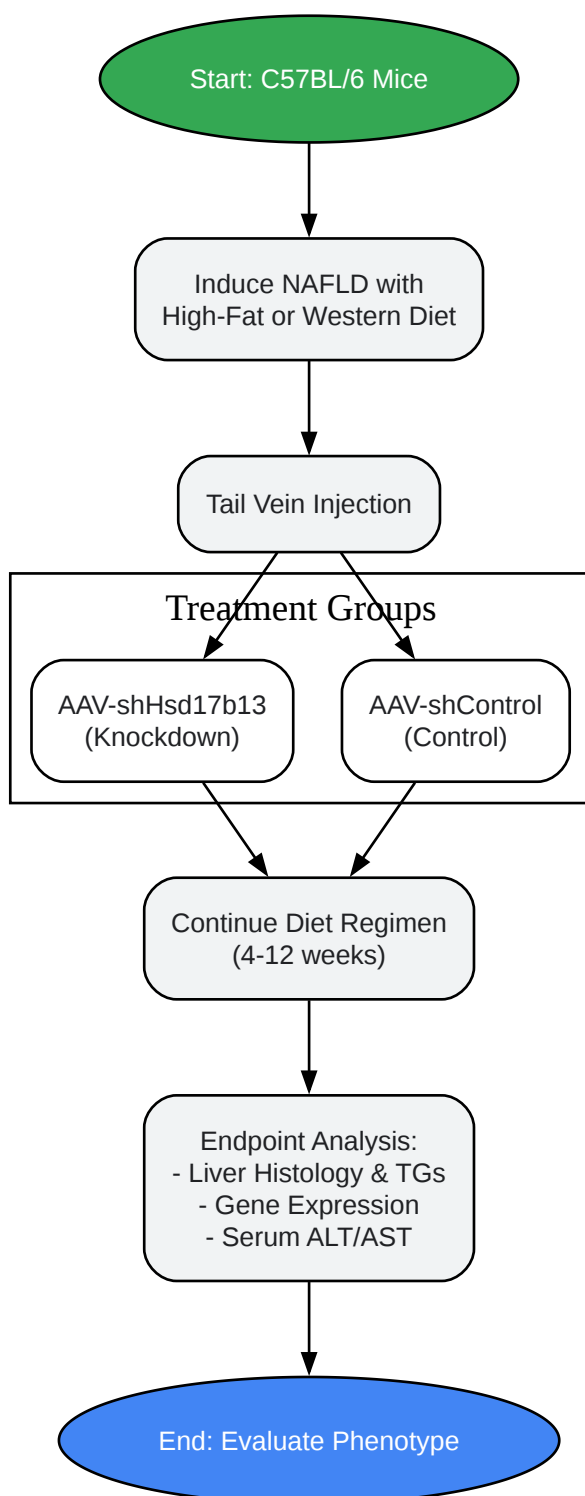 Start: C57BL/6 Mice
Induce NAFLD with
High-Fat or Western Diet
Tail Vein Injection
Treatment Groups
AAV-shHsd17b13
(Knockdown)
AAV-shControl
(Control)
Continue Diet Regimen
(4-12 weeks)
Endpoint Analysis:
- Liver Histology & TGs
- Gene Expression
- Serum ALT/AST
End: Evaluate Phenotype